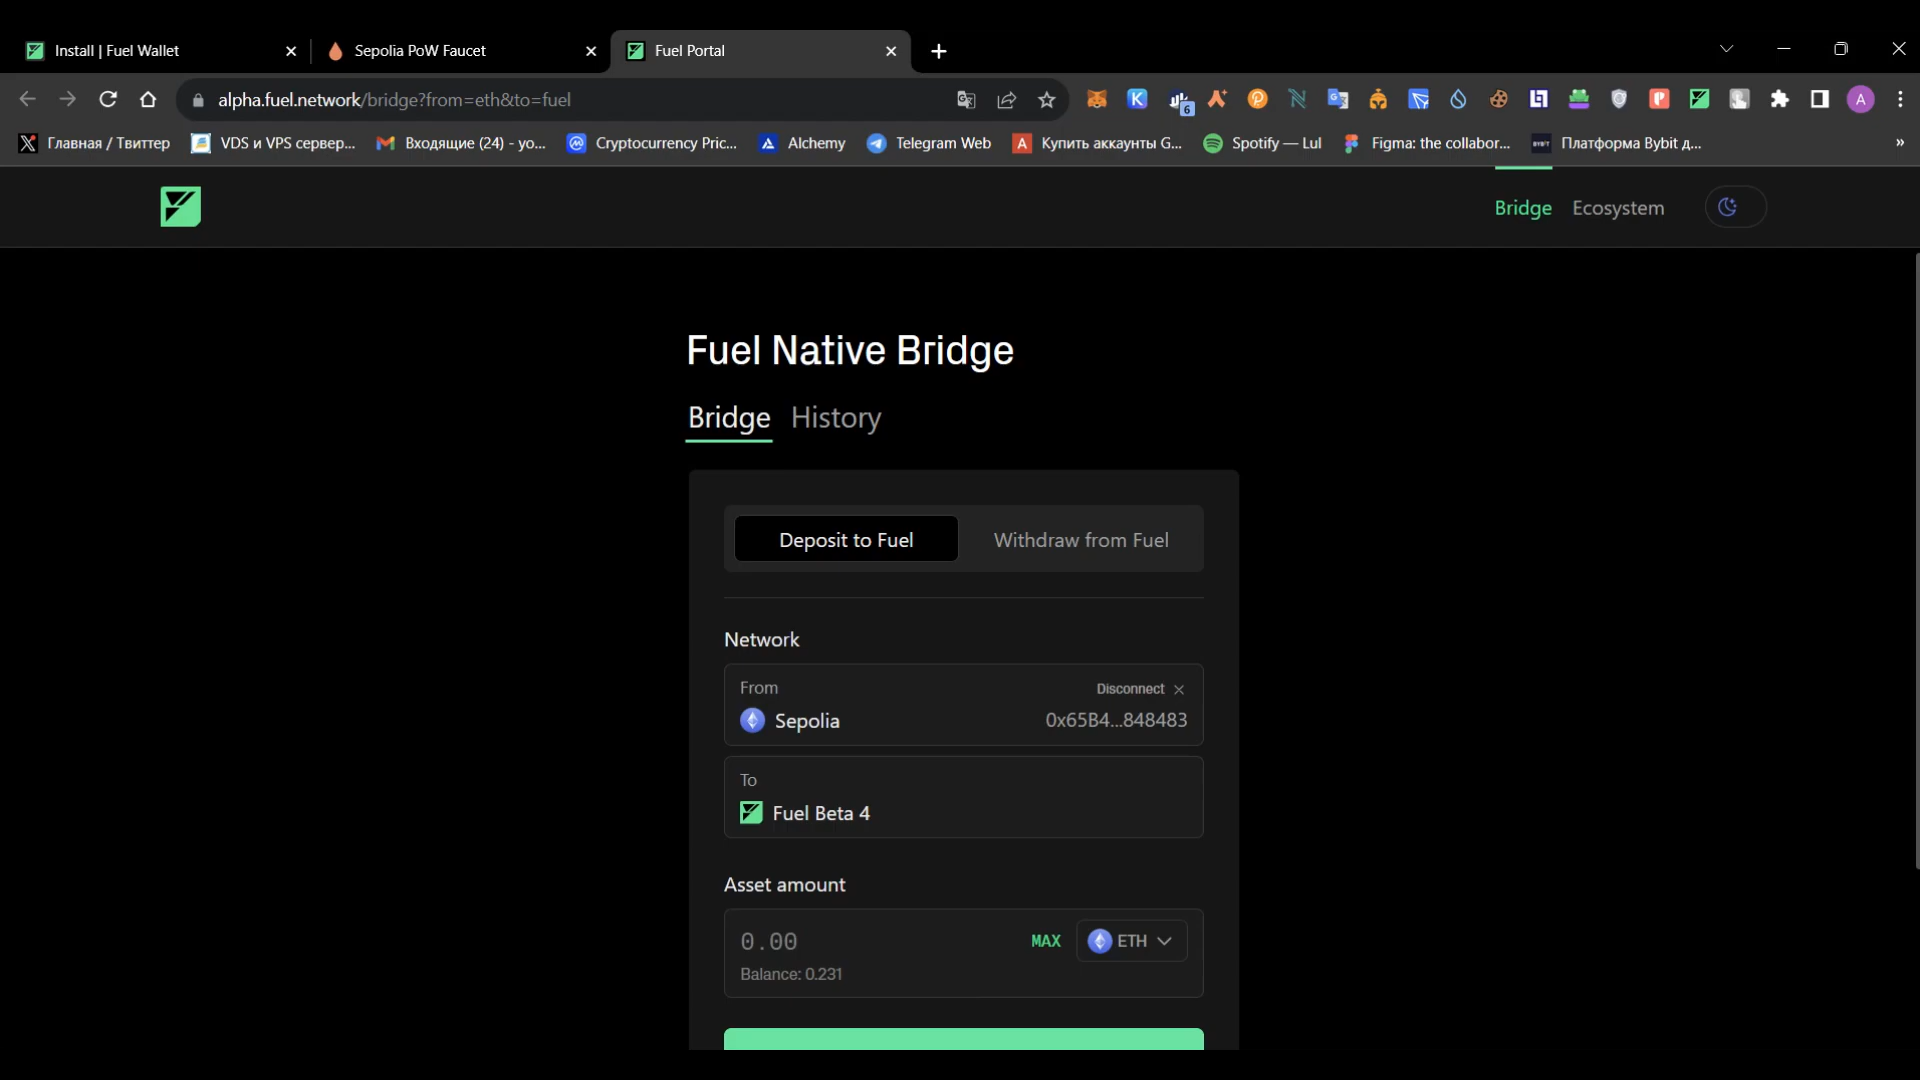 Install | Fuel Wallet
Sepolia PoW Faucet
Fuel Portal
alpha.fuel.network/bridge?from=eth&to=fuel
6
A
Главная / Твиттер
VDS и VPS сервер...
Входящие (24) - yo...
Cryptocurrency Pric...
Alchemy
Telegram Web
Купить аккаунты G...
Spotify — Lul
Figma: the collabor...
Платформа Bybit д...
»
Bridge
Ecosystem
Fuel Native Bridge
Bridge
History
Deposit to Fuel
Withdraw from Fuel
Network
From
Disconnect
Sepolia
0x65B4...848483
To
Fuel Beta 4
Asset amount
0.00
MAX
ETH
Balance: 0.231